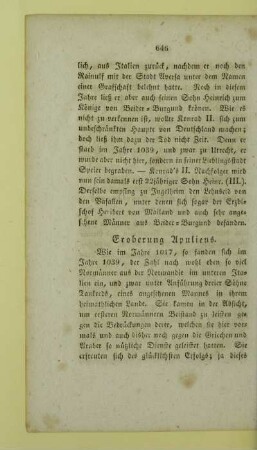 646
lich, aus Italien zurück, nachdem er noch den
Rainulf mit der Stadt Aversa unter dem Namen
einer Grafschaft belehnt hatte. Noch in diesem
Jahre ließ er aber auch seinen Sohn Heinrich zum
Könige von Beider-Burgund krönen. Wie es
nicht zu verkennen ist, wollte Konrad II. sich zum
unbeschränkten Haupte von Deutschland machen;
doch ließ ihm dazu der Tod nicht Zeit. Denn er
starb im Jahre 1039, und zwar zu Utrecht, er
wurde aber nicht hier, sondern in seiner Lieblingsstadt
Speier begraben. — Konrad's II. Nachfolger wird
nun sein damals erst 22jähriger Sohn Heinr. (III.).
Derselbe empfing zu Ingelheim den Lehnseid von
den Vasallen, unter denen sich sogar der Erzbi-
schof Heribert von Mailand und auch sehr ange-
sehene Männer aus Beider-Burgund befanden.
Eroberung Apuliens.
Wie im Jahre 1017, so finden sich im
Jahre 1039, der Zahl nach wohl eben so viel
Normänner aus der Normandie im unteren Ita-
lien ein, und zwar unter Anführung dreier Söhne
Tankreds, eines angesehenen Mannes in ihrem
heimathlichen Lande. Sie kamen in der Absicht,
um ersteren Normännern Beistand zu leisten ge-
gen die Bedrückungen derer, welchen sie hier vor-
mals und auch bisher noch gegen die Griechen und
Araber so nützliche Dienste geleistet hatten. Sie
erfreuten sich des glücklichsten Erfolgs; ja dieses